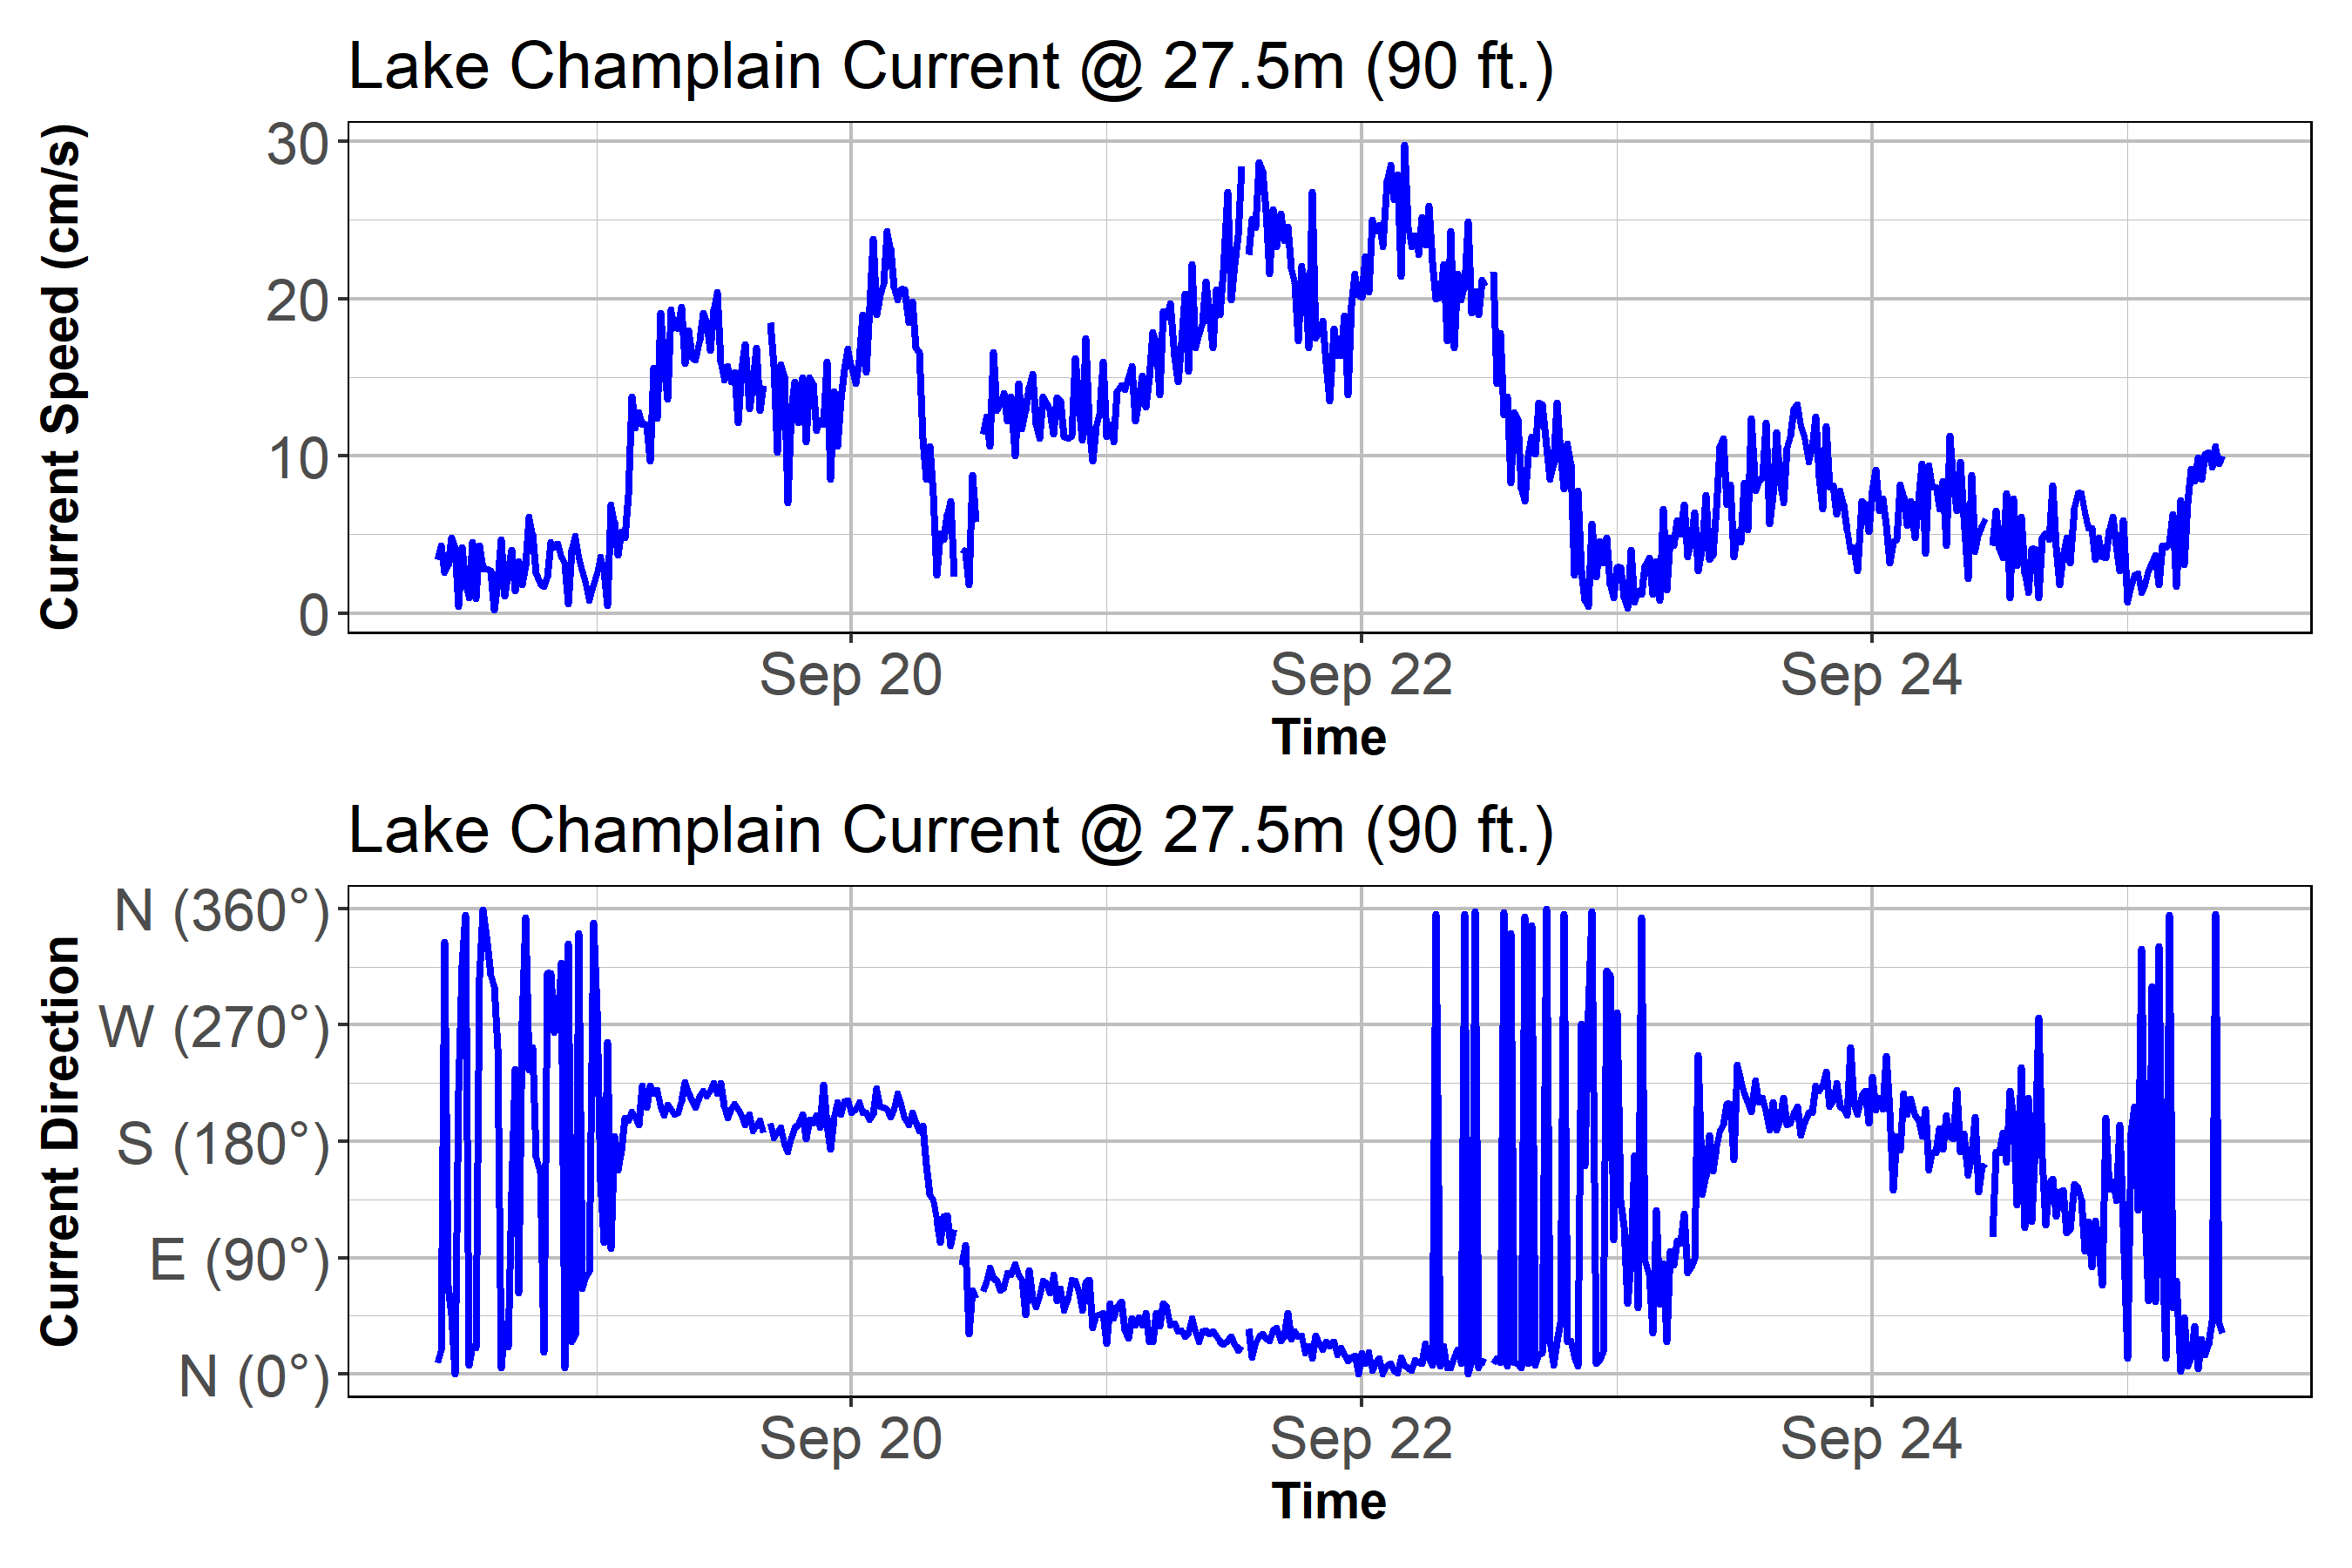 Lake Champlain Current @ 27.5m (90 ft.)
Current Speed (cm/s)
30
20
10
0
Sep 20 Sep 22 Sep 24
Time
Lake Champlain Current @ 27.5m (90 ft.)
Current Direction
N (360°)
W (270°)
S (180°)
E (90°)
N (0°)
Sep 20 Sep 22 Sep 24
Time